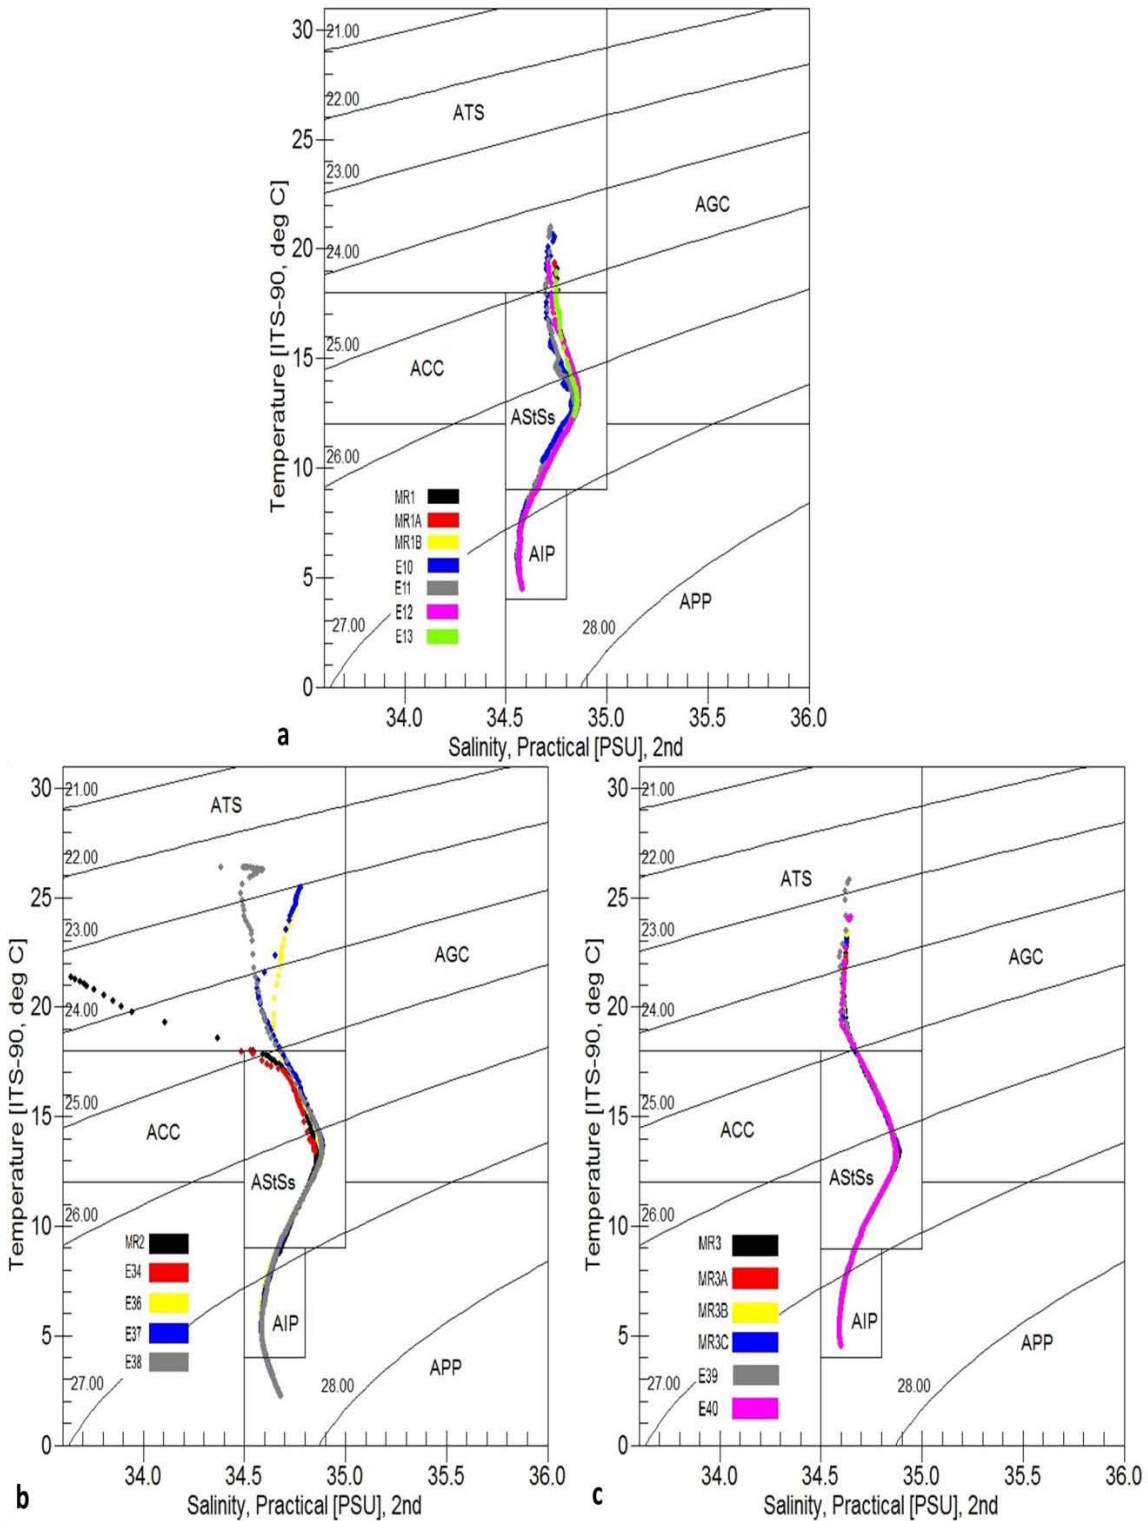 30
21.00
22.00
ATS
25
23.00
AGC
20
24.00
15
25.00
ACC
AStSs
10
26.00
MR1
MR1A
MR1B
E10
E11
E12
E13
AIP
5
APP
27.00
28.00
0
34.0
34.5
35.0
35.5
36.0
Temperature [ITS-90, deg C]
Salinity, Practical [PSU], 2nd
a
30
21.00
ATS
22.00
25
23.00
AGC
20
24.00
15
25.00
ACC
AStSs
10
26.00
MR2
E34
E36
E37
E38
AIP
5
APP
27.00
28.00
0
34.0
34.5
35.0
35.5
36.0
Temperature [ITS-90, deg C]
Salinity, Practical [PSU], 2nd
b
30
21.00
22.00
ATS
25
23.00
AGC
20
24.00
15
25.00
ACC
AStSs
10
26.00
MR3
MR3A
MR3B
MR3C
E39
E40
AIP
5
APP
27.00
28.00
0
34.0
34.5
35.0
35.5
36.0
Temperature [ITS-90, deg C]
Salinity, Practical [PSU], 2nd
c